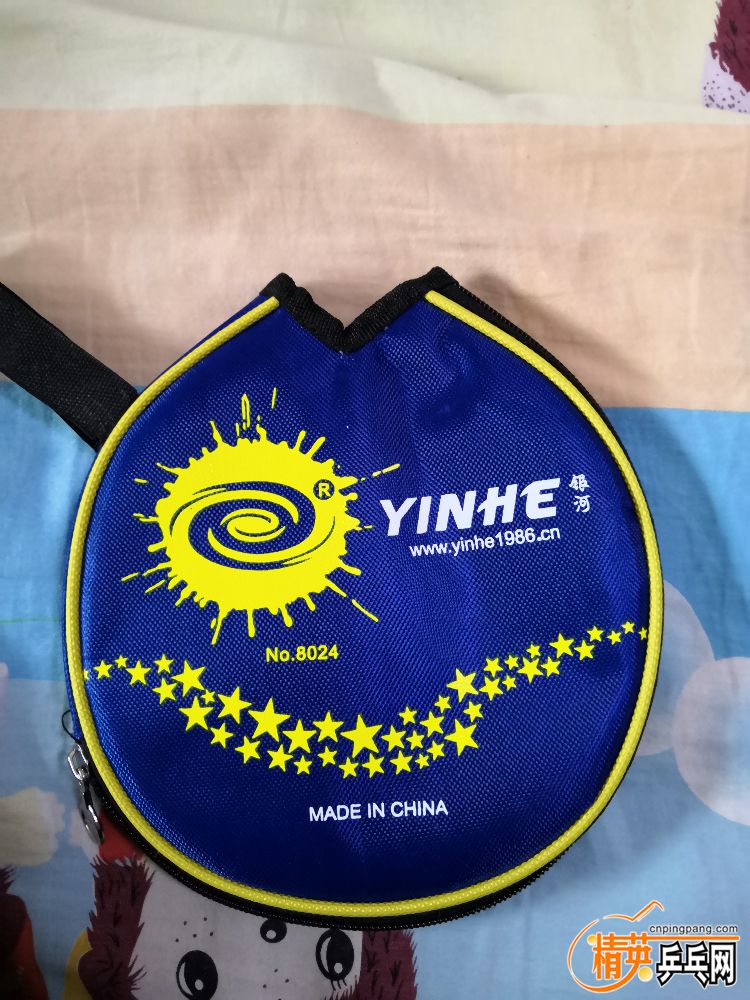 ®
YINHE 银河
www.yinhe1986.cn
No.8024
MADE IN CHINA
cnpingpang.com
精英乒乓网